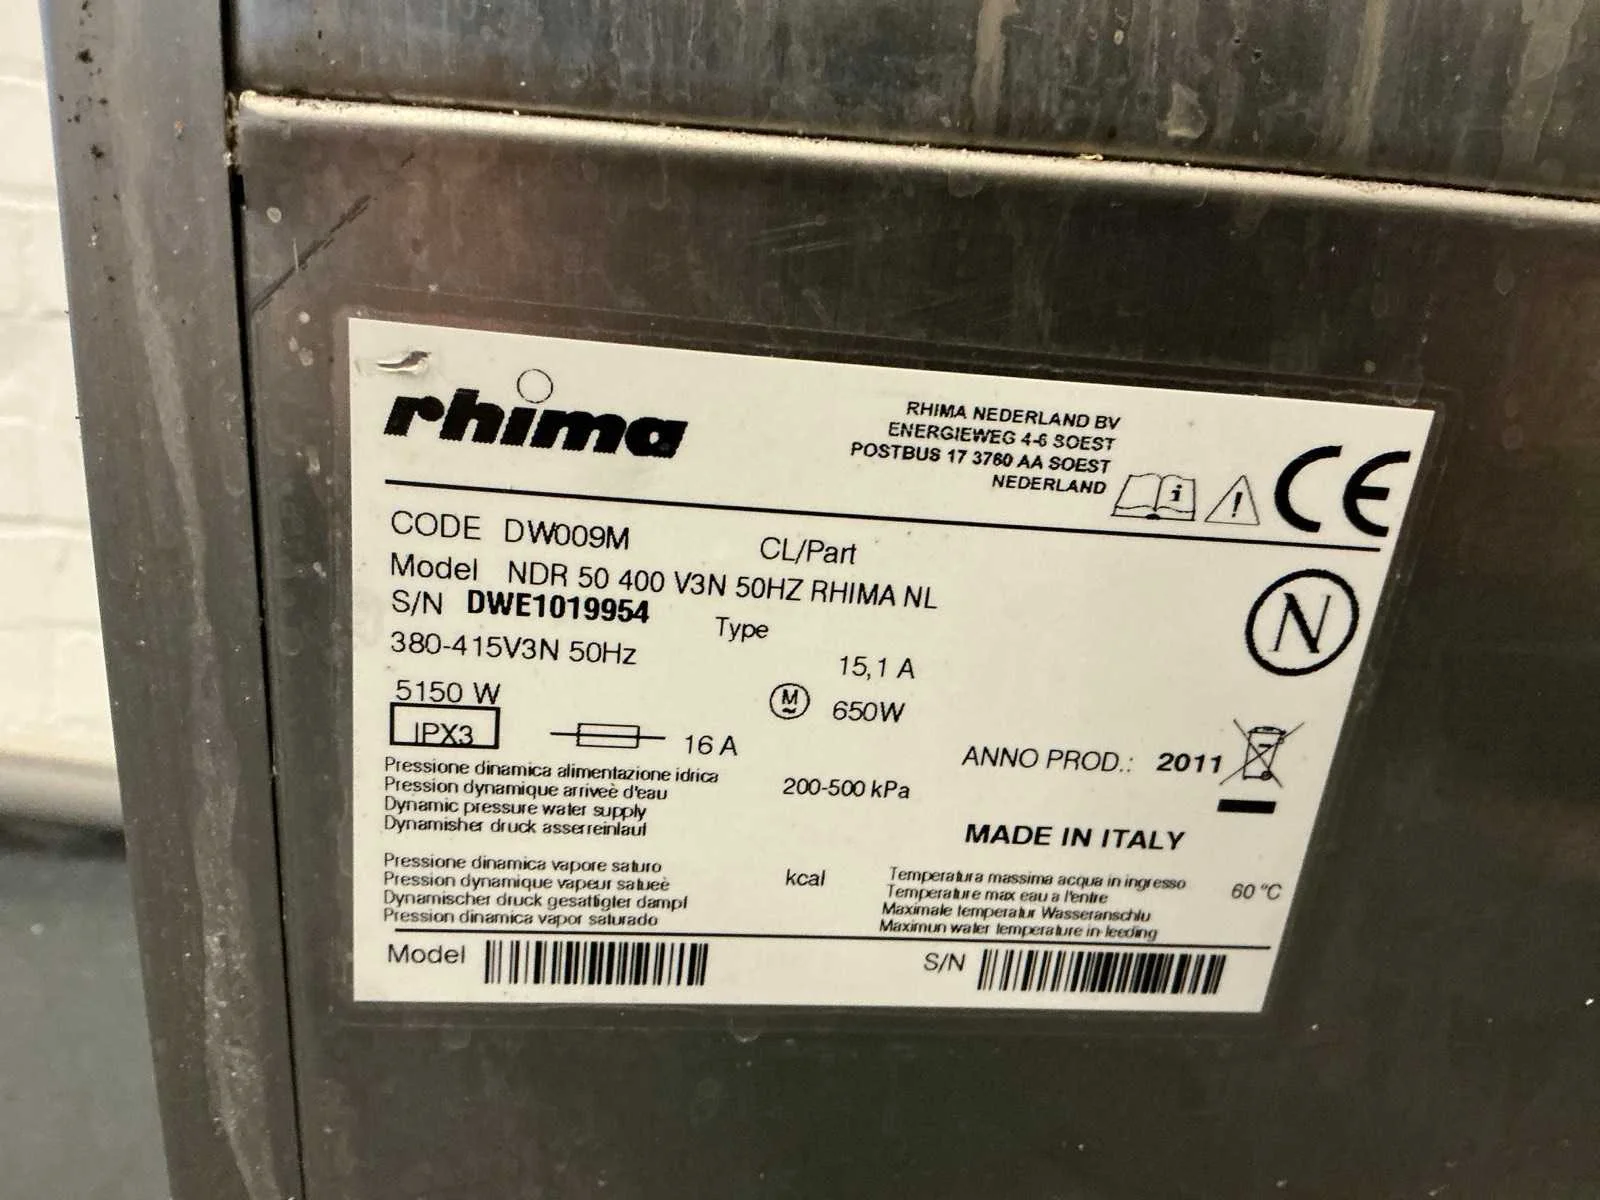 rhima
RHIMA NEDERLAND BV
ENERGIEWEG 4-6 SOEST
POSTBUS 17 3760 AA SOEST
NEDERLAND
i
!
CE
CODE DW009M
CL/Part
Model NDR 50 400 V3N 50HZ RHIMA NL
N
S/N DWE1019954
Type
380-415V3N 50Hz
15,1 A
5150 W
M
650W
IPX3
16 A
ANNO PROD.: 2011
Pressione dinamica alimentazione idrica
Pression dynamique arriveè d'eau
Dynamic pressure water supply
Dynamisher druck asserreinlauf
200-500 kPa
MADE IN ITALY
Pressione dinamica vapore saturo
Pression dynamique vapeur satueè
Dynamischer druck gesattigter dampf
Pression dinamica vapor saturado
kcal
Temperatura massima acqua in ingresso
Temperature max eau a l'entre
Maximale temperatur Wasseranschlu
Maximun water temperature in feeding
60 °C
Model
S/N